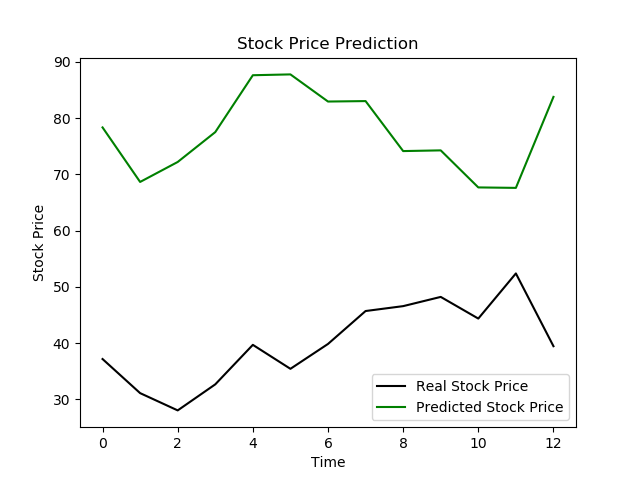 Stock Price Prediction
90
80
70
60
50
40
30
Stock Price
0 2 4 6 8 10 12
Time
Real Stock Price
Predicted Stock Price